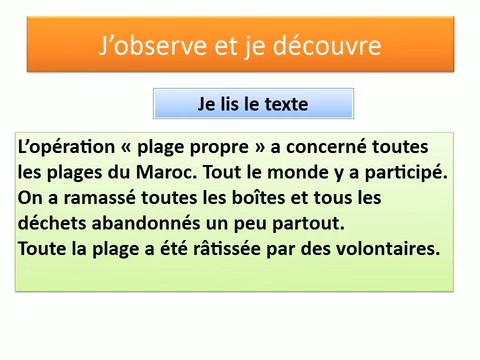 J’observe et je découvre
Je lis le texte
L’opération « plage propre » a concerné toutes
les plages du Maroc. Tout le monde y a participé.
On a ramassé toutes les boîtes et tous les
déchets abandonnés un peu partout.
Toute la plage a été râtissée par des volontaires.